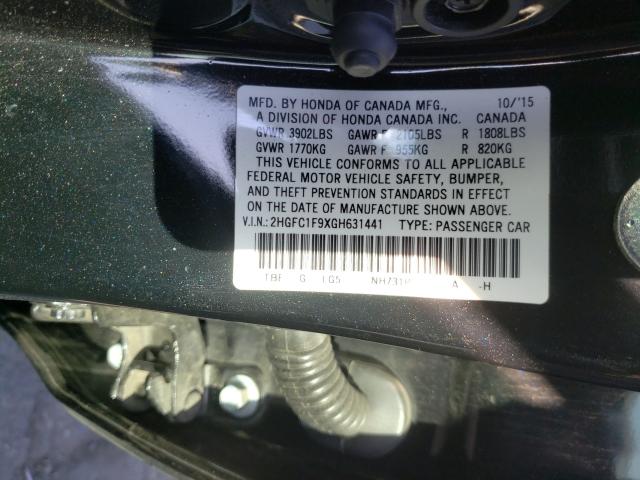 MFD. BY HONDA OF CANADA MFG., 10/'15
A DIVISION OF HONDA CANADA INC. CANADA
GVWR 3902LBS GAWR F 2105LBS R 1808LBS
GVWR 1770KG GAWR F 955KG R 820KG
THIS VEHICLE CONFORMS TO ALL APPLICABLE
FEDERAL MOTOR VEHICLE SAFETY, BUMPER,
AND THEFT PREVENTION STANDARDS IN EFFECT
ON THE DATE OF MANUFACTURE SHOWN ABOVE.
V.I.N.: 2HGFC1F9XGH631441 TYPE: PASSENGER CAR
TBF G LG5 A -H